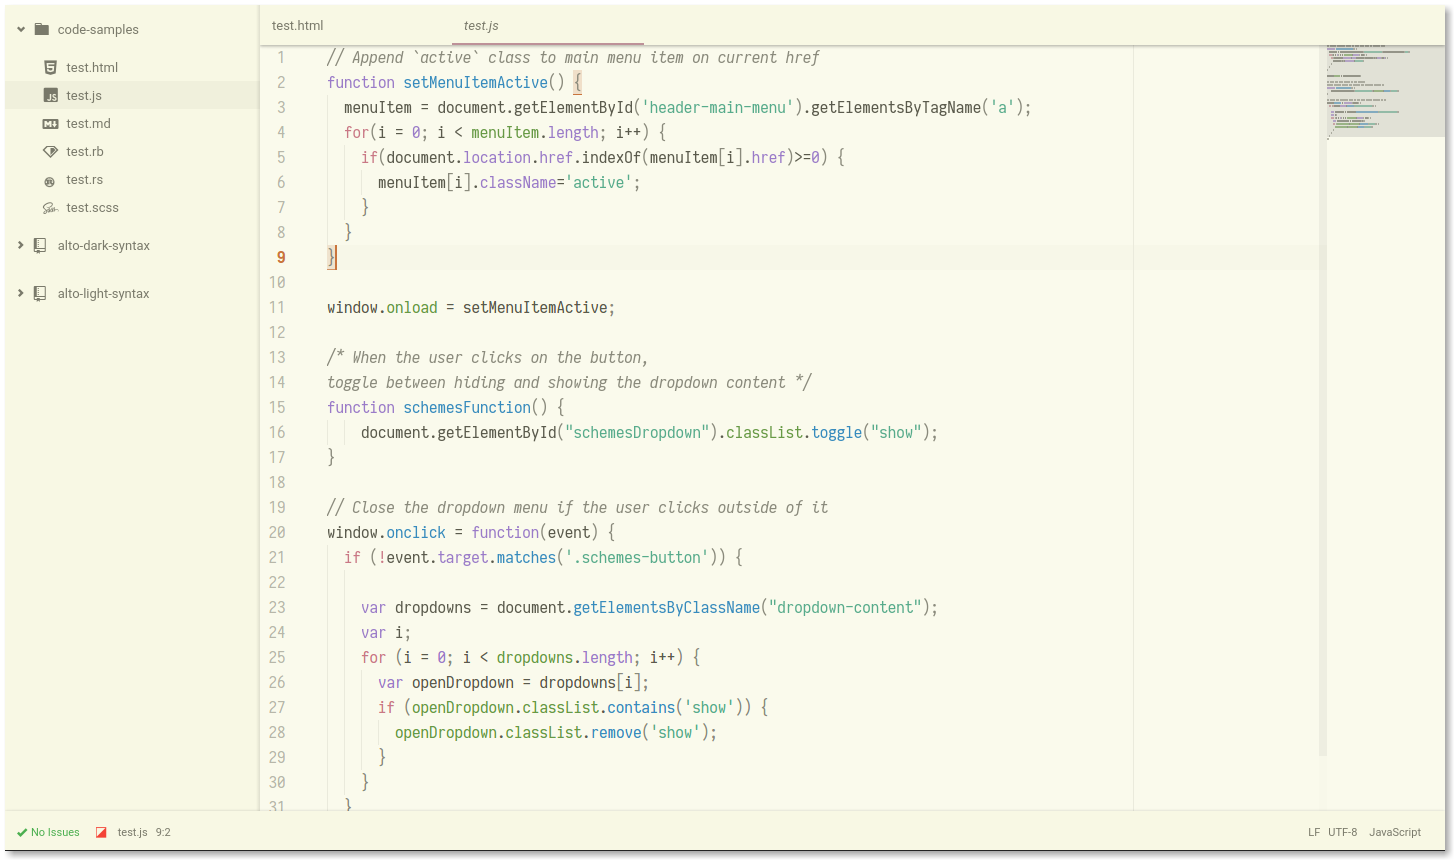 code-samples
test.html
test.js
test.md
test.rb
test.rs
test.scss
alto-dark-syntax
alto-light-syntax
test.html test.js
1 // Append `active` class to main menu item on current href
2 function setMenuItemActive() {
3   menuItem = document.getElementById('header-main-menu').getElementsByTagName('a');
4   for(i = 0; i < menuItem.length; i++) {
5     if(document.location.href.indexOf(menuItem[i].href)>=0) {
6       menuItem[i].className='active';
7     }
8   }
9 }
10
11 window.onload = setMenuItemActive;
12
13 /* When the user clicks on the button,
14 toggle between hiding and showing the dropdown content */
15 function schemesFunction() {
16     document.getElementById("schemesDropdown").classList.toggle("show");
17 }
18
19 // Close the dropdown menu if the user clicks outside of it
20 window.onclick = function(event) {
21   if (!event.target.matches('.schemes-button')) {
22
23     var dropdowns = document.getElementsByClassName("dropdown-content");
24     var i;
25     for (i = 0; i < dropdowns.length; i++) {
26       var openDropdown = dropdowns[i];
27       if (openDropdown.classList.contains('show')) {
28         openDropdown.classList.remove('show');
29       }
30     }
31   }
No Issues test.js 9:2 LF UTF-8 JavaScript